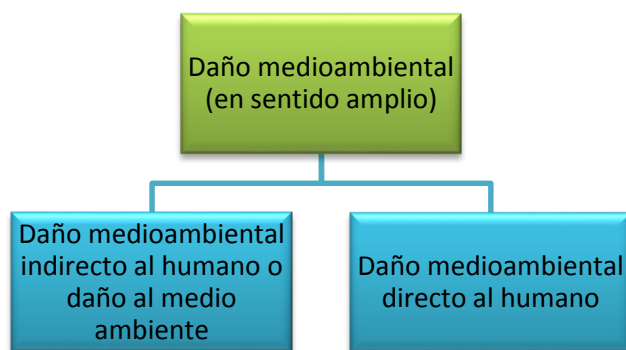 Daño medioambiental
(en sentido amplio)
Daño medioambiental
indirecto al humano o
daño al medio
ambiente
Daño medioambiental
directo al humano